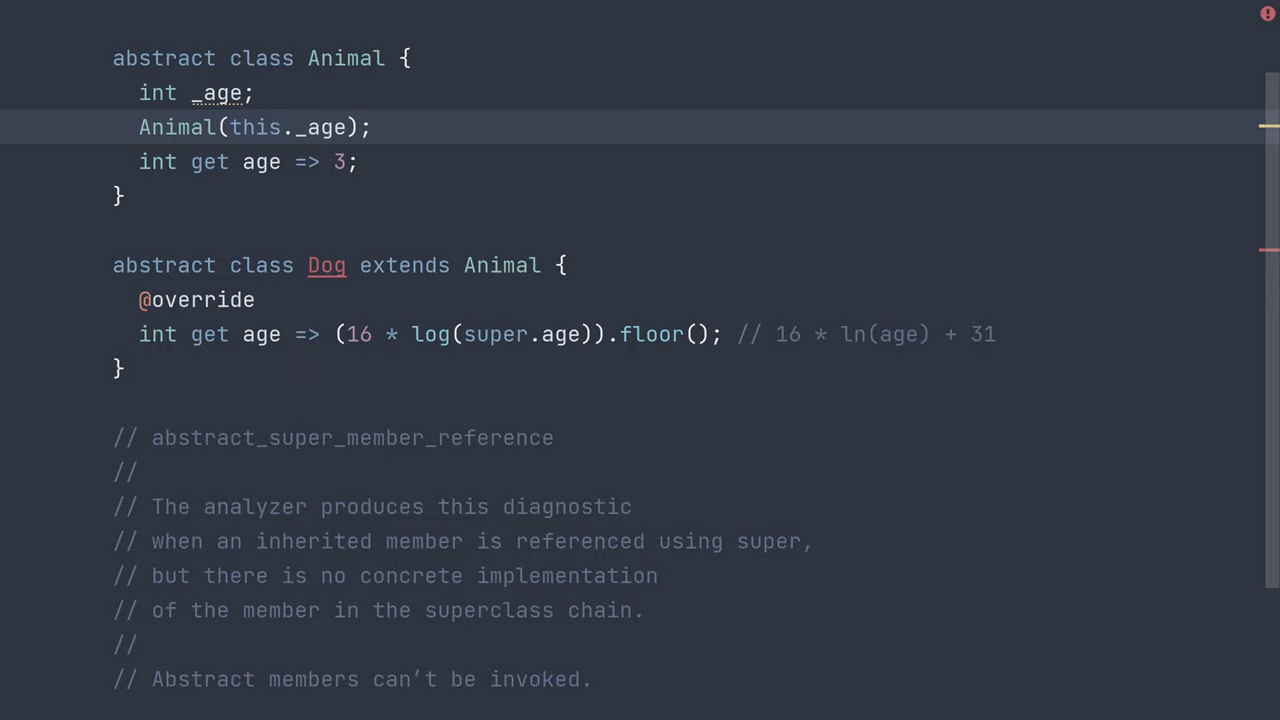 abstract class Animal {
  int _age;
  Animal(this._age);
  int get age => 3;
}
abstract class Dog extends Animal {
  @override
  int get age => (16 * log(super.age)).floor(); // 16 * ln(age) + 31
}
// abstract_super_member_reference
//
// The analyzer produces this diagnostic
// when an inherited member is referenced using super,
// but there is no concrete implementation
// of the member in the superclass chain.
//
// Abstract members can’t be invoked.